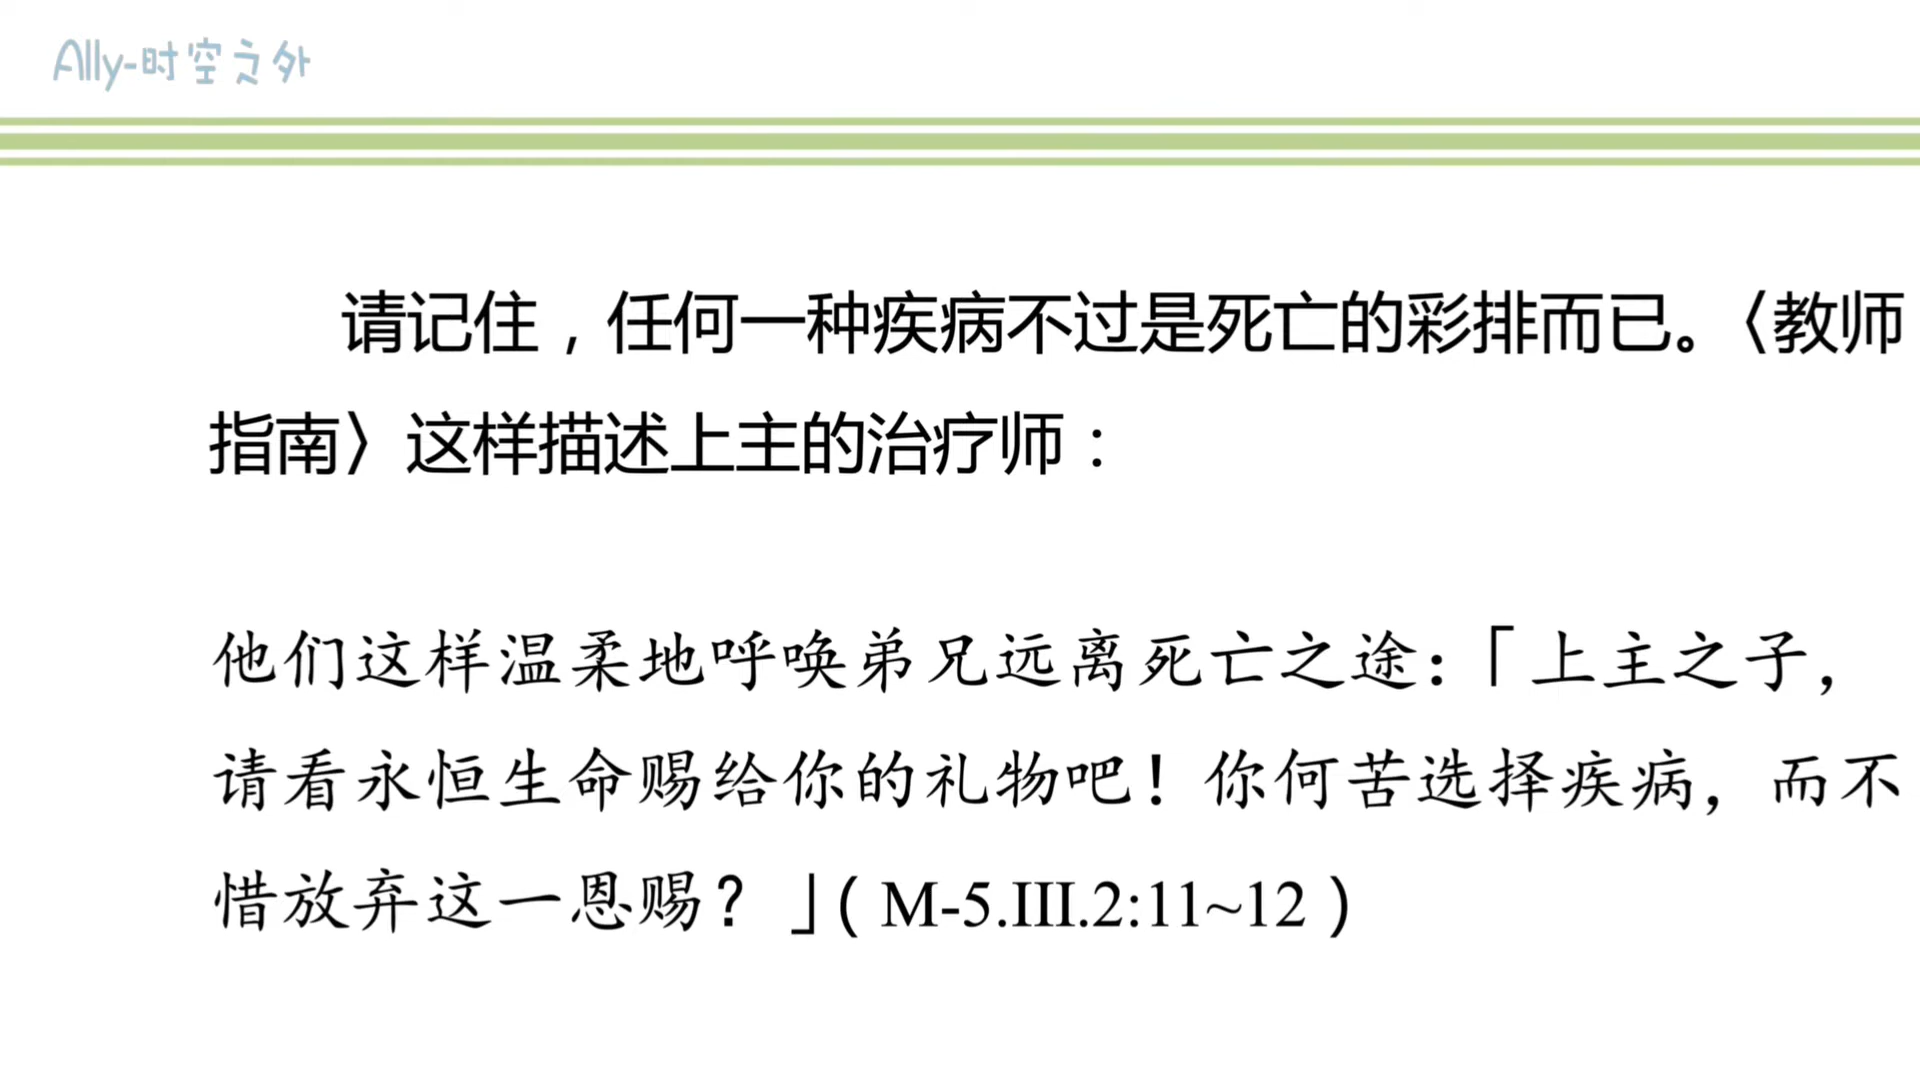 Ally-时空之外
请记住，任何一种疾病不过是死亡的彩排而已。〈教师
指南〉这样描述上主的治疗师：
他们这样温柔地呼唤弟兄远离死亡之途：「上主之子，
请看永恒生命赐给你的礼物吧！你何苦选择疾病，而不
惜放弃这一恩赐？」（M-5.III.2:11~12）